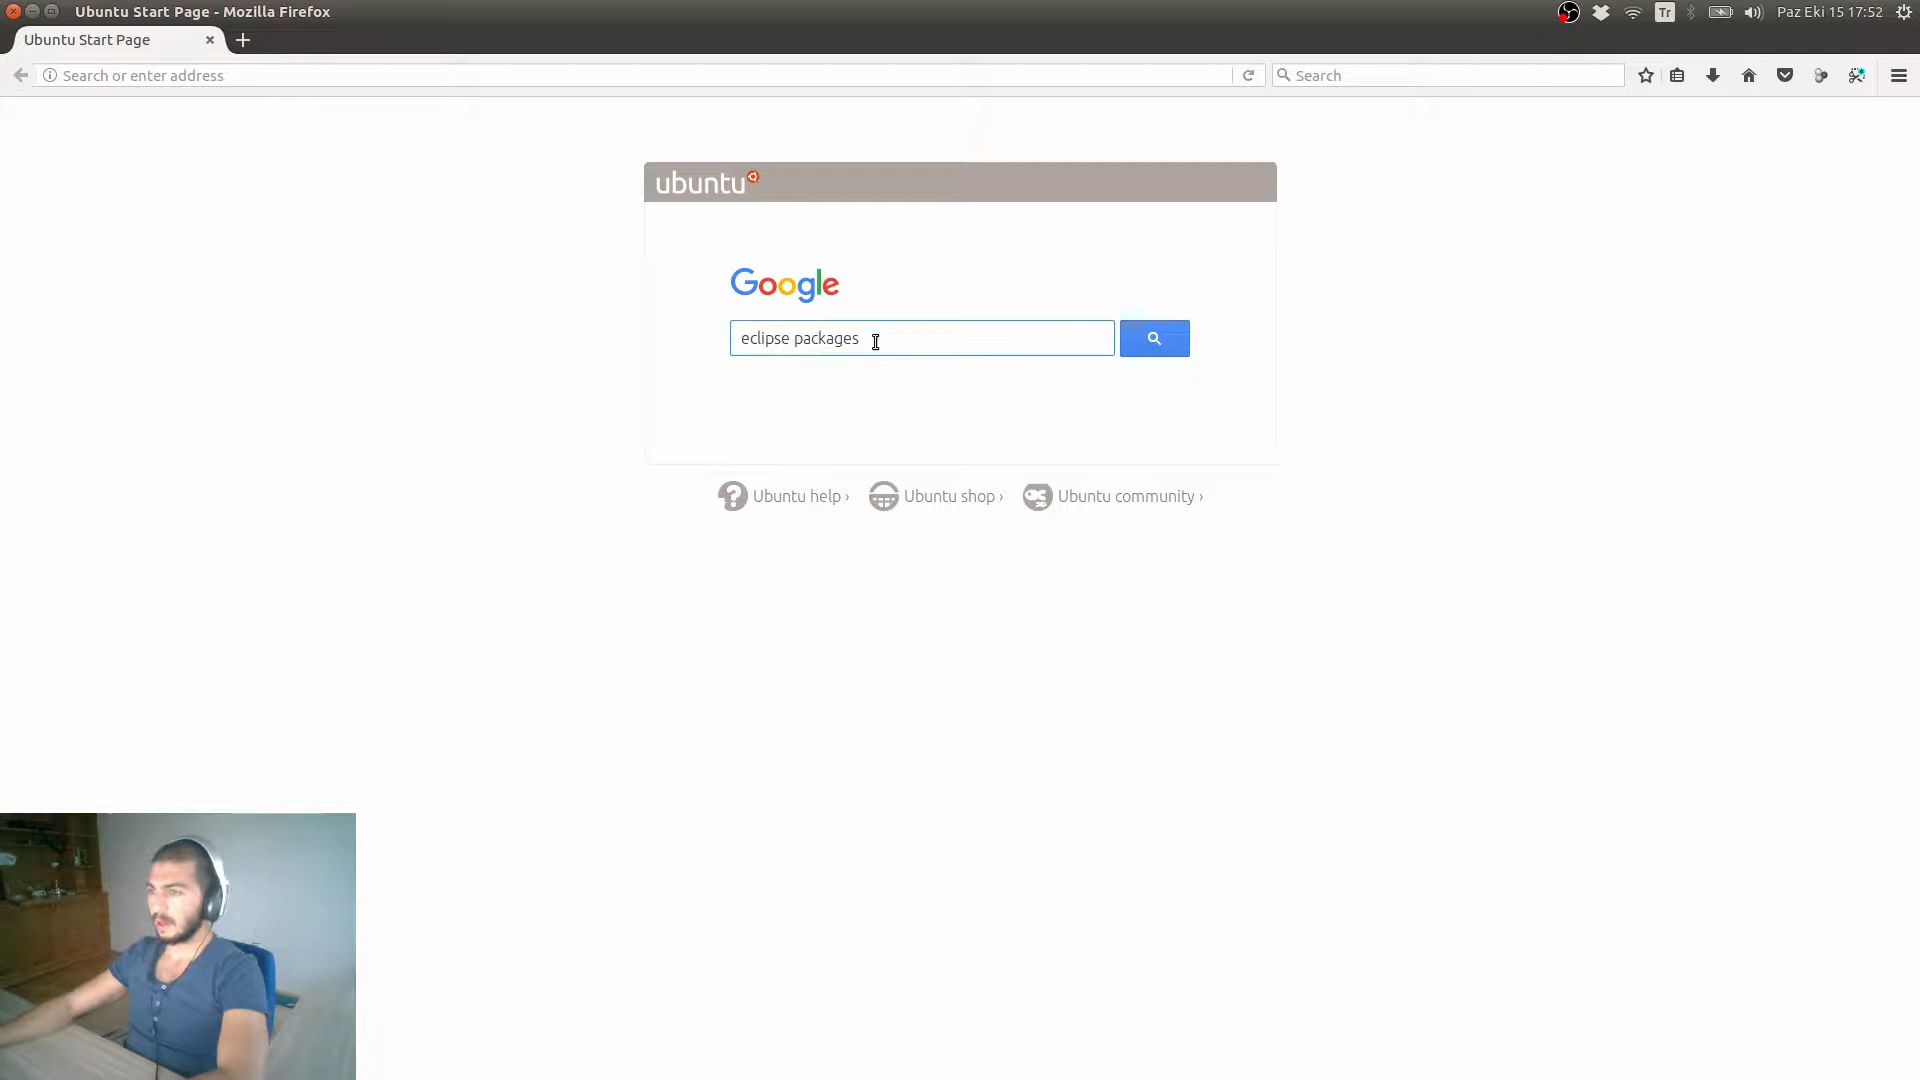 Ubuntu Start Page - Mozilla Firefox
Tr
Paz Eki 15 17:52
Ubuntu Start Page
Search or enter address
Search
ubuntu
Google
eclipse packages
Ubuntu help ›
Ubuntu shop ›
Ubuntu community ›